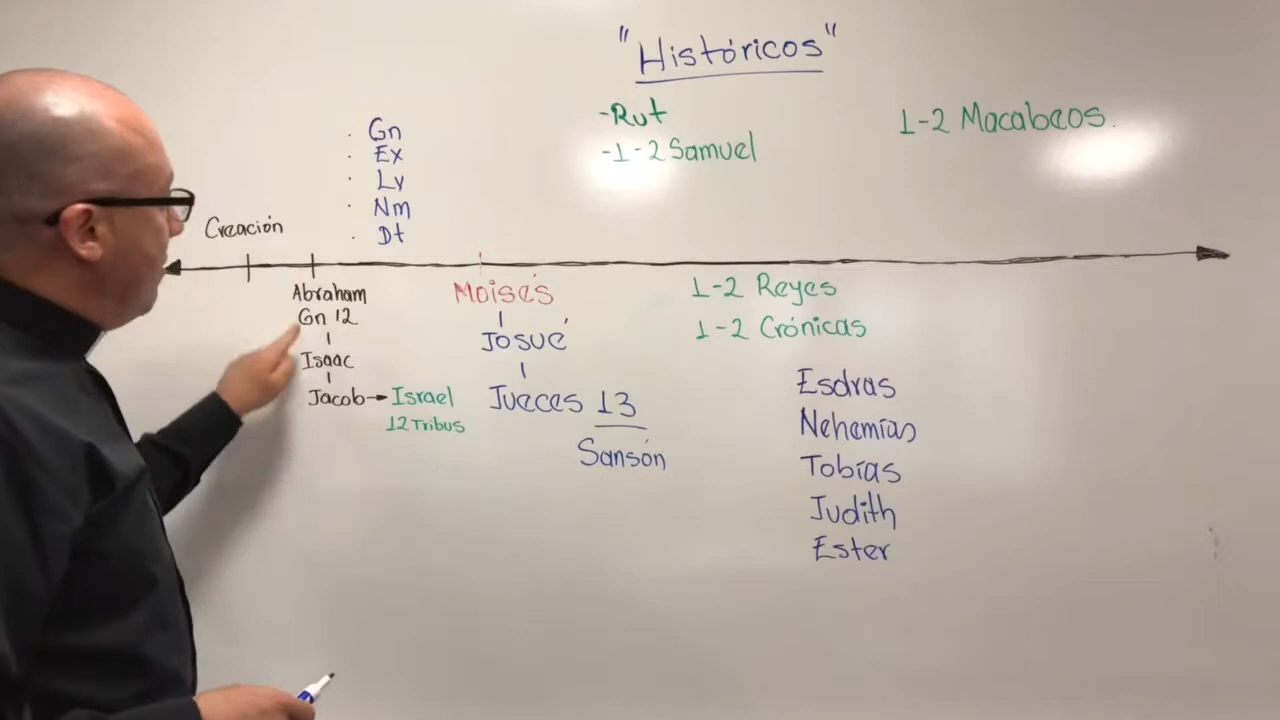 "Históricos"
-Rut
-1-2 Samuel
1-2 Macabeos.
· Gn
· Ex
· Lv
· Nm
· Dt
Creación
Abraham
Gn 12
Isaac
Jacob → Israel
12 Tribus
Moisés
Josué
Jueces 13
Sansón
1-2 Reyes
1-2 Crónicas
Esdras
Nehemías
Tobías
Judith
Ester